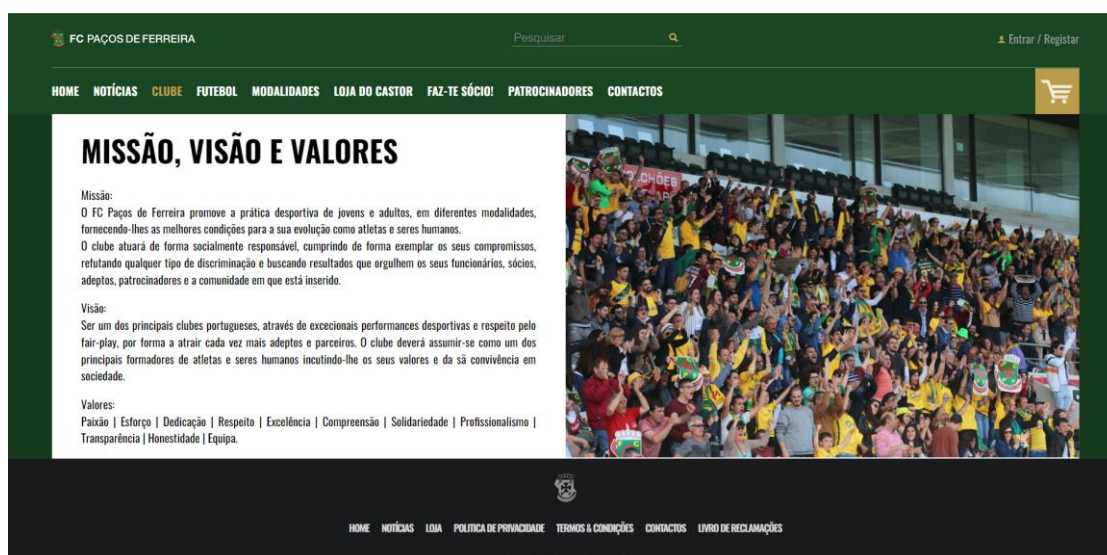 FC PAÇOS DE FERREIRA
Pesquisar
Entrar / Registar
HOME NOTÍCIAS CLUBE FUTEBOL MODALIDADES LOJA DO CASTOR FAZ-TE SÓCIO! PATROCINADORES CONTACTOS
MISSÃO, VISÃO E VALORES
Missão:
O FC Paços de Ferreira promove a prática desportiva de jovens e adultos, em diferentes modalidades,
fornecendo-lhes as melhores condições para a sua evolução como atletas e seres humanos.
O clube atuará de forma socialmente responsável, cumprindo de forma exemplar os seus compromissos,
refutando qualquer tipo de discriminação e buscando resultados que orgulhem os seus funcionários, sócios,
adeptos, patrocinadores e a comunidade em que está inserido.
Visão:
Ser um dos principais clubes portugueses, através de excecionais performances desportivas e respeito pelo
fair-play, por forma a atrair cada vez mais adeptos e parceiros. O clube deverá assumir-se como um dos
principais formadores de atletas e seres humanos incutindo-lhe os seus valores e da sã convivência em
sociedade.
Valores:
Paixão | Esforço | Dedicação | Respeito | Excelência | Compreensão | Solidariedade | Profissionalismo |
Transparência | Honestidade | Equipa.
HOME NOTÍCIAS LOJA POLITICA DE PRIVACIDADE TERMOS & CONDIÇÕES CONTACTOS LIVRO DE RECLAMAÇÕES